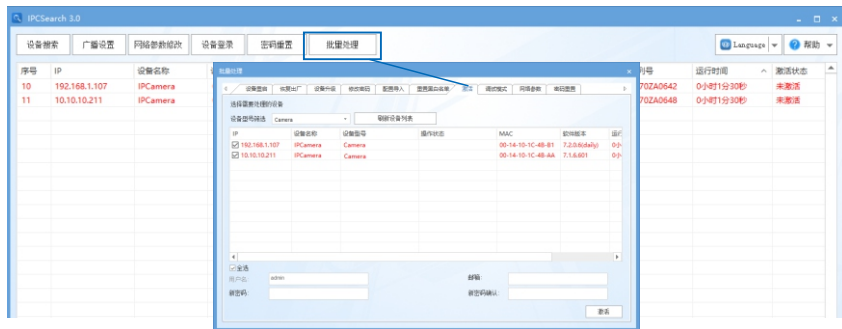 IPCSearch 3.0
设备搜索 广播设置 网络参数修改 设备登录 密码重置 批量处理 Language 帮助
序号 IP 设备名称 列号 运行时间 激活状态
10 192.168.1.107 IPCamera 70ZA0642 0小时1分30秒 未激活
11 10.10.10.211 IPCamera 70ZA0648 0小时1分30秒 未激活
批量处理
设备重启 恢复出厂 设备升级 修改密码 配置导入 重置黑白名单 激活 调试模式 网络参数 密码重置
选择需要处理的设备
设备型号筛选 Camera 刷新设备列表
IP 设备名称 设备型号 操作状态 MAC 软件版本 运行
192.168.1.107 IPCamera Camera 00-14-10-1C-4B-B1 7.2.0.6(daily) 0小
10.10.10.211 IPCamera Camera 00-14-10-1C-4B-AA 7.1.6.601 0小
全选
用户名: admin 邮箱:
新密码: 新密码确认:
激活